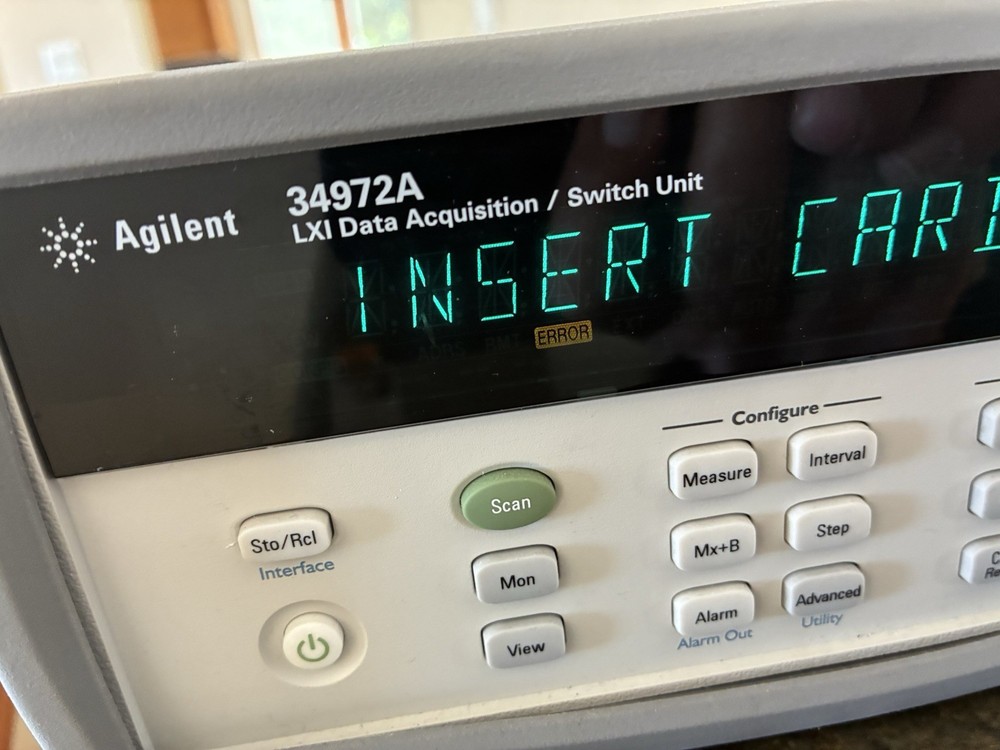 Agilent
34972A
LXI Data Acquisition / Switch Unit
INSERT CARD
ERROR
Configure
Measure
Interval
Scan
Sto/Rcl
Interface
Mx+B
Step
Mon
Alarm
Advanced
Alarm Out
Utility
View